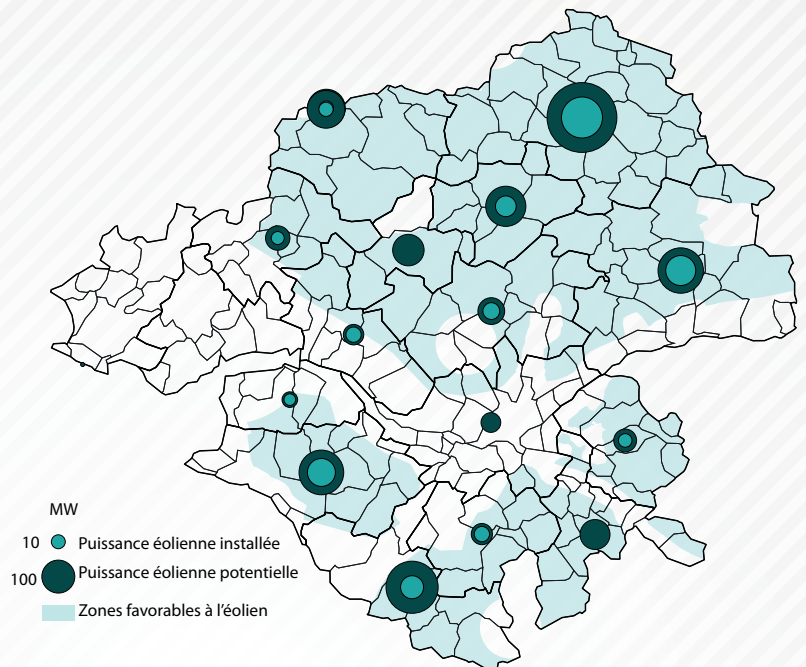 MW
10 Puissance éolienne installée
100 Puissance éolienne potentielle
Zones favorables à l'éolien